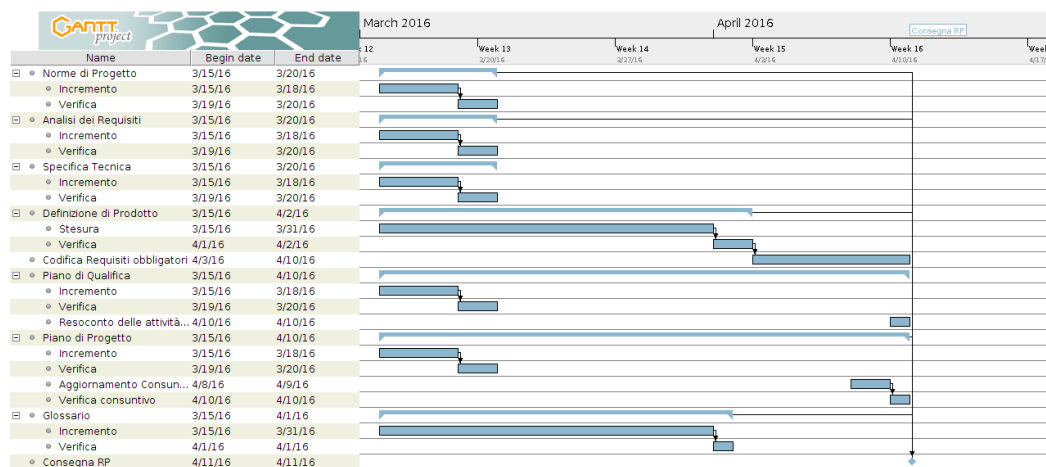 GANTT
project
March 2016
April 2016
Consegna RP
12
Week 13
Week 14
Week 15
Week 16
16
3/20/16
3/27/16
4/3/16
4/10/16
4/17/
Name Begin date End date
Norme di Progetto 3/15/16 3/20/16
Incremento 3/15/16 3/18/16
Verifica 3/19/16 3/20/16
Analisi dei Requisiti 3/15/16 3/20/16
Incremento 3/15/16 3/18/16
Verifica 3/19/16 3/20/16
Specifica Tecnica 3/15/16 3/20/16
Incremento 3/15/16 3/18/16
Verifica 3/19/16 3/20/16
Definizione di Prodotto 3/15/16 4/2/16
Stesura 3/15/16 3/31/16
Verifica 4/1/16 4/2/16
Codifica Requisiti obbligatori 4/3/16 4/10/16
Piano di Qualifica 3/15/16 4/10/16
Incremento 3/15/16 3/18/16
Verifica 3/19/16 3/20/16
Resoconto delle attività... 4/10/16 4/10/16
Piano di Progetto 3/15/16 4/10/16
Incremento 3/15/16 3/18/16
Verifica 3/19/16 3/20/16
Aggiornamento Consun... 4/8/16 4/9/16
Verifica consuntivo 4/10/16 4/10/16
Glossario 3/15/16 4/1/16
Incremento 3/15/16 3/31/16
Verifica 4/1/16 4/1/16
Consegna RP 4/11/16 4/11/16